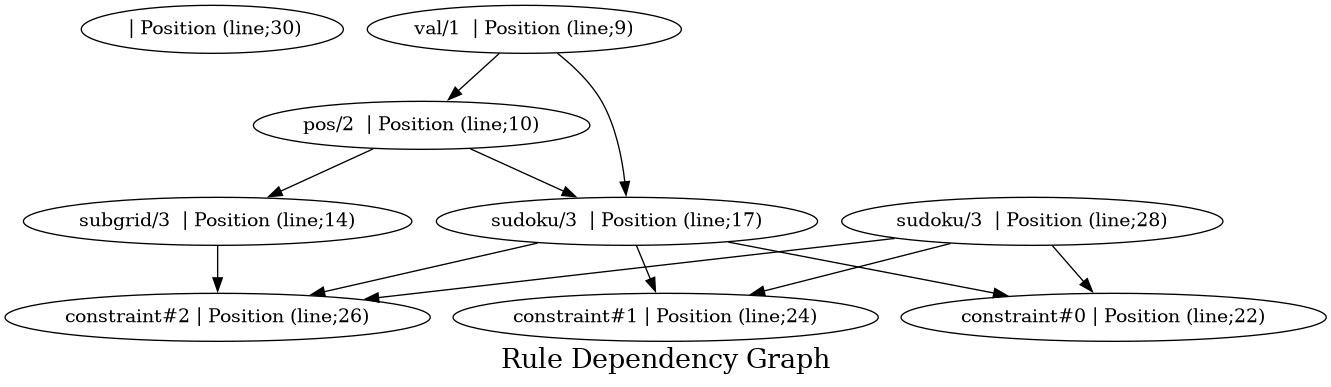 | Position (line;30)
val/1 | Position (line;9)
pos/2 | Position (line;10)
subgrid/3 | Position (line;14)
sudoku/3 | Position (line;17)
sudoku/3 | Position (line;28)
constraint#2 | Position (line;26)
constraint#1 | Position (line;24)
constraint#0 | Position (line;22)
Rule Dependency Graph